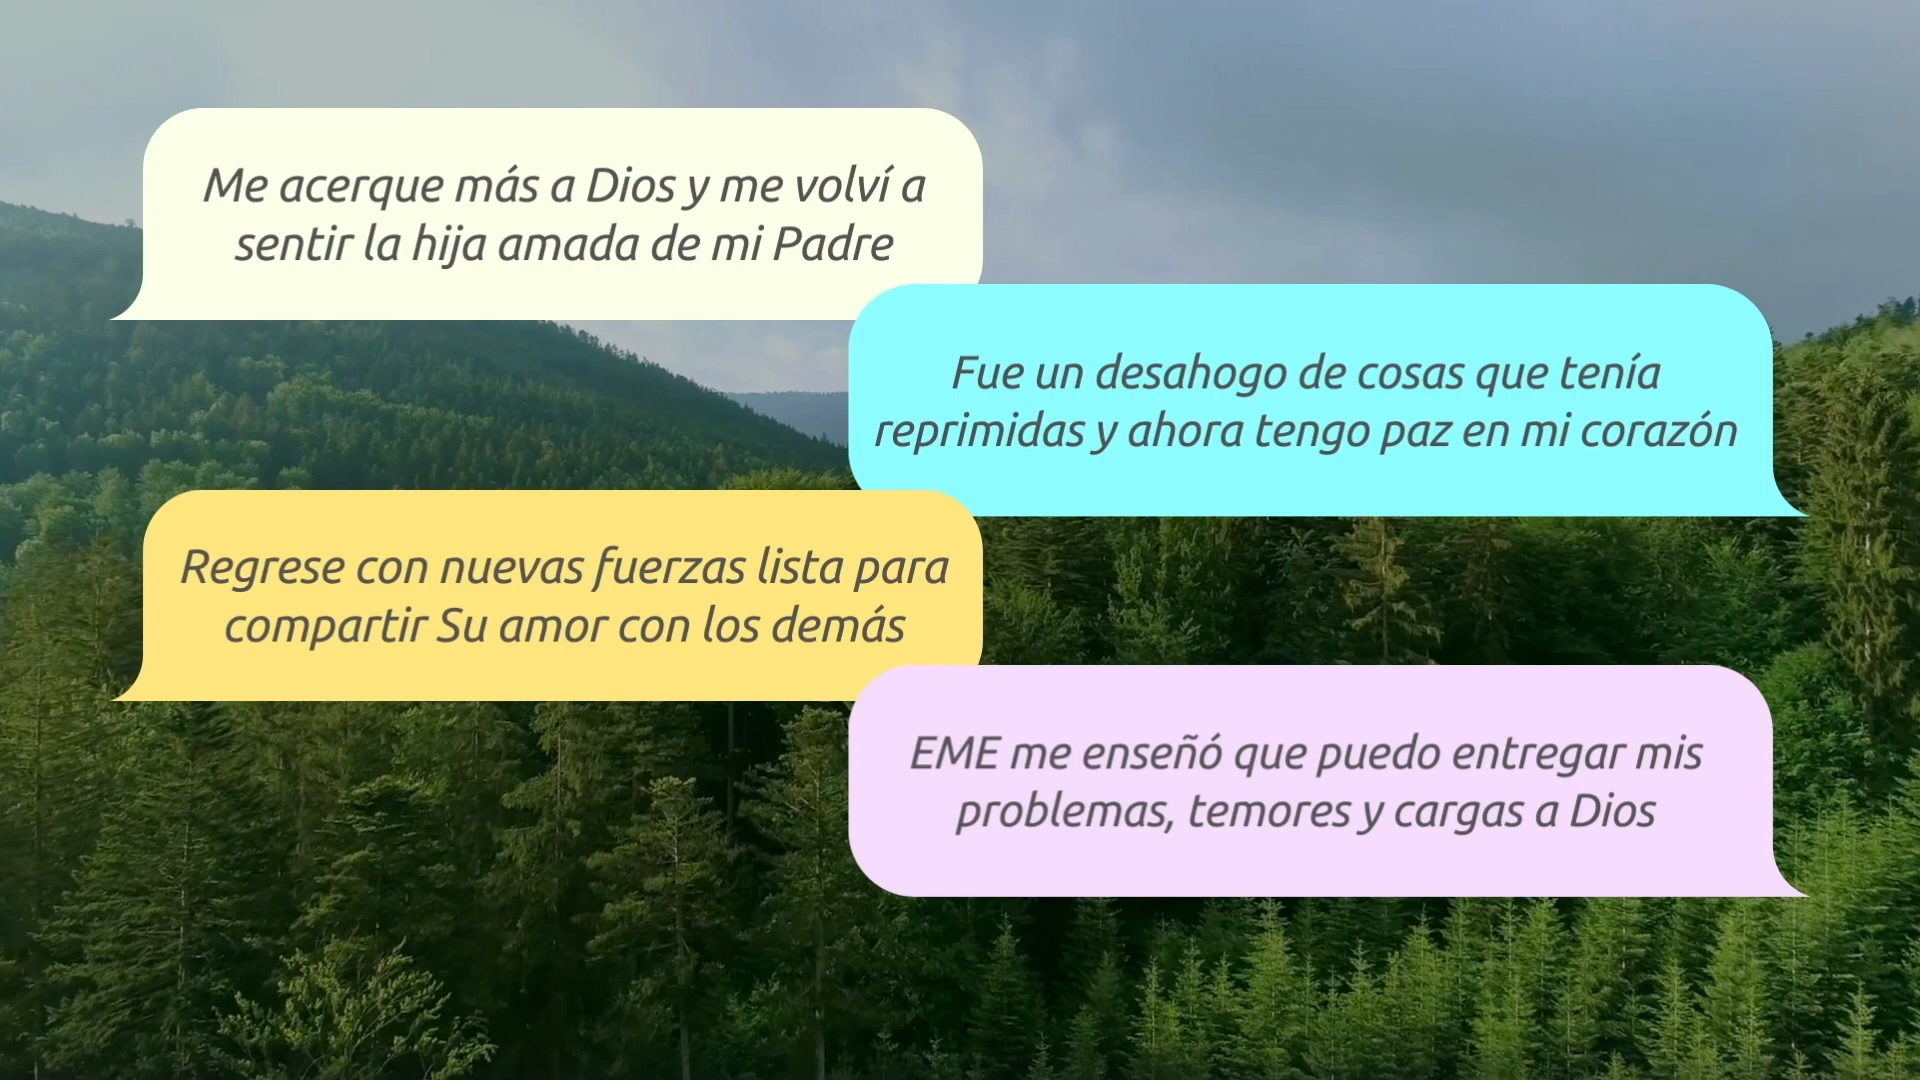 Me acerque más a Dios y me volví a
sentir la hija amada de mi Padre
Fue un desahogo de cosas que tenía
reprimidas y ahora tengo paz en mi corazón
Regrese con nuevas fuerzas lista para
compartir Su amor con los demás
EME me enseñó que puedo entregar mis
problemas, temores y cargas a Dios